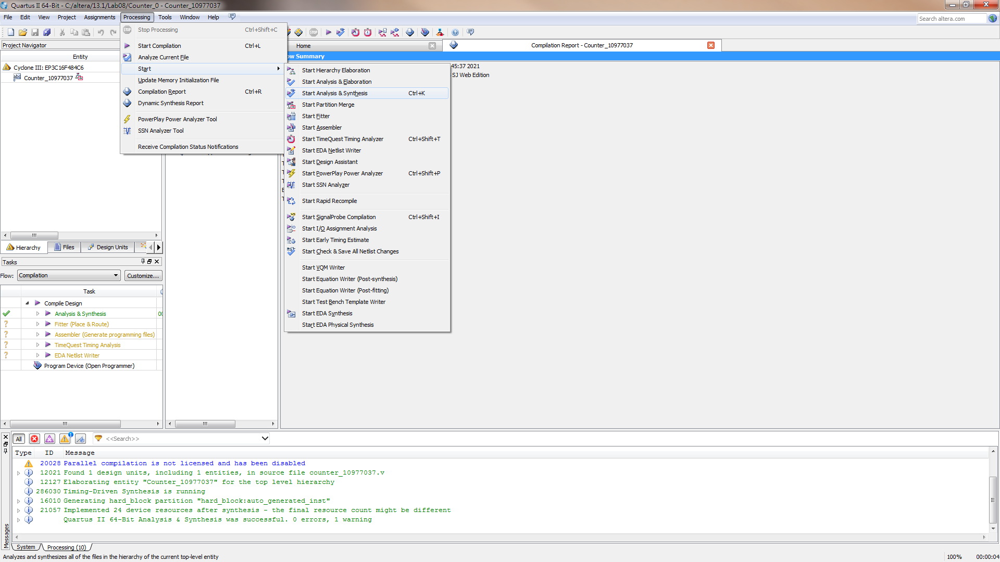 Quartus II 64-Bit - C:/altera/13.1/Lab08/Counter_0 - Counter_10977037
File Edit View Project Assignments Processing Tools Window Help
Search altera.com
Project Navigator
Entity
Cyclone III: EP3C16F484C6
Counter_10977037
Hierarchy Files Design Units
Stop Processing Ctrl+Shift+C
Start Compilation Ctrl+L
Analyze Current File
Start
Update Memory Initialization File
Compilation Report Ctrl+R
Dynamic Synthesis Report
PowerPlay Power Analyzer Tool
SSN Analyzer Tool
Receive Compilation Status Notifications
Start Hierarchy Elaboration
Start Analysis & Elaboration
Start Analysis & Synthesis Ctrl+K
Start Partition Merge
Start Fitter
Start Assembler
Start TimeQuest Timing Analyzer Ctrl+Shift+T
Start EDA Netlist Writer
Start Design Assistant
Start PowerPlay Power Analyzer Ctrl+Shift+P
Start SSN Analyzer
Start Rapid Recompile
Start SignalProbe Compilation Ctrl+Shift+I
Start I/O Assignment Analysis
Start Early Timing Estimate
Start Check & Save All Netlist Changes
Start VQM Writer
Start Equation Writer (Post-synthesis)
Start Equation Writer (Post-fitting)
Start Test Bench Template Writer
Start EDA Synthesis
Start EDA Physical Synthesis
Home
Compilation Report - Counter_10977037
ow Summary
45:37 2021
SJ Web Edition
Tasks
Flow: Compilation Customize...
Task
Compile Design
Analysis & Synthesis 00
Fitter (Place & Route)
Assembler (Generate programming files)
TimeQuest Timing Analysis
EDA Netlist Writer
Program Device (Open Programmer)
All 1 <<Search>>
Type ID Message
20028 Parallel compilation is not licensed and has been disabled
12021 Found 1 design units, including 1 entities, in source file counter_10977037.v
12127 Elaborating entity "Counter_10977037" for the top level hierarchy
286030 Timing-Driven Synthesis is running
16010 Generating hard_block partition "hard_block:auto_generated_inst"
21057 Implemented 24 device resources after synthesis - the final resource count might be different
Quartus II 64-Bit Analysis & Synthesis was successful. 0 errors, 1 warning
Messages
System Processing (10)
Analyzes and synthesizes all of the files in the hierarchy of the current top-level entity
100% 00:00:04